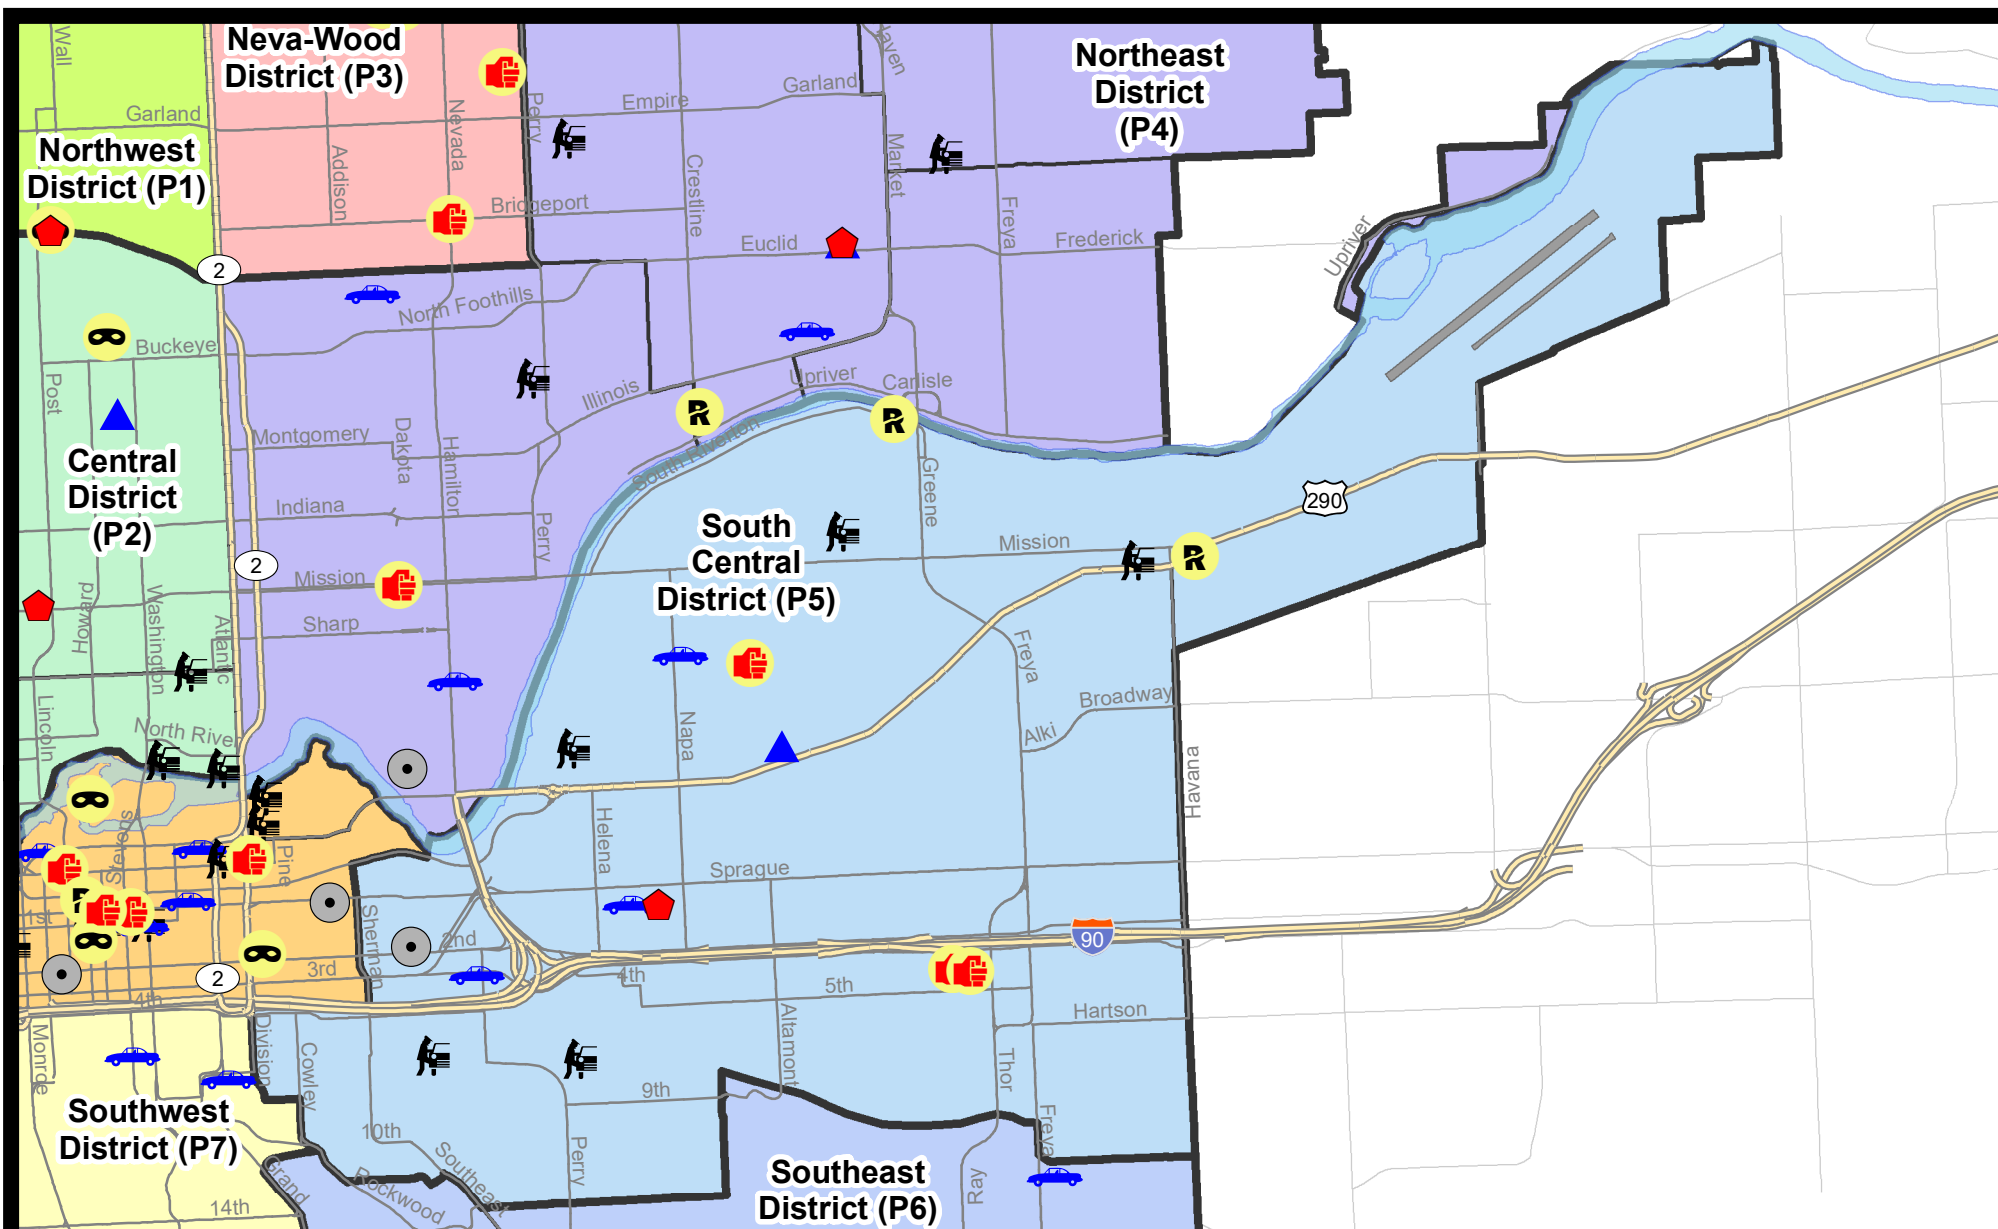 Wall
Neva-Wood
District (P3)
Haven
Northeast
District
(P4)
Garland
Empire
Garland
Perry
Nevada
Addison
Northwest
District (P1)
Market
Crestline
Bridgeport
Freya
Euclid
Frederick
Upriver
2
North Foothills
Buckeye
Post
Illinois
Upriver
Carlisle
R
R
Montgomery
Dakota
Hamilton
South Riverton
Greene
Central
District
(P2)
Indiana
Perry
290
South
Central
District (P5)
Mission
R
2
Mission
Howard
Washington
Atlantic
Sharp
Freya
Lincoln
North River
Napa
Broadway
Alki
Havana
Stevens
Pine
Helena
Sprague
1st
R
Sherman
2nd
90
3rd
2
4th
4th
5th
Hartson
Monroe
Division
Cowley
Altamont
Thor
9th
Southwest
District (P7)
10th
Southeast
Perry
Freya
Grand
Rockwood
Southeast
District (P6)
Ray
14th